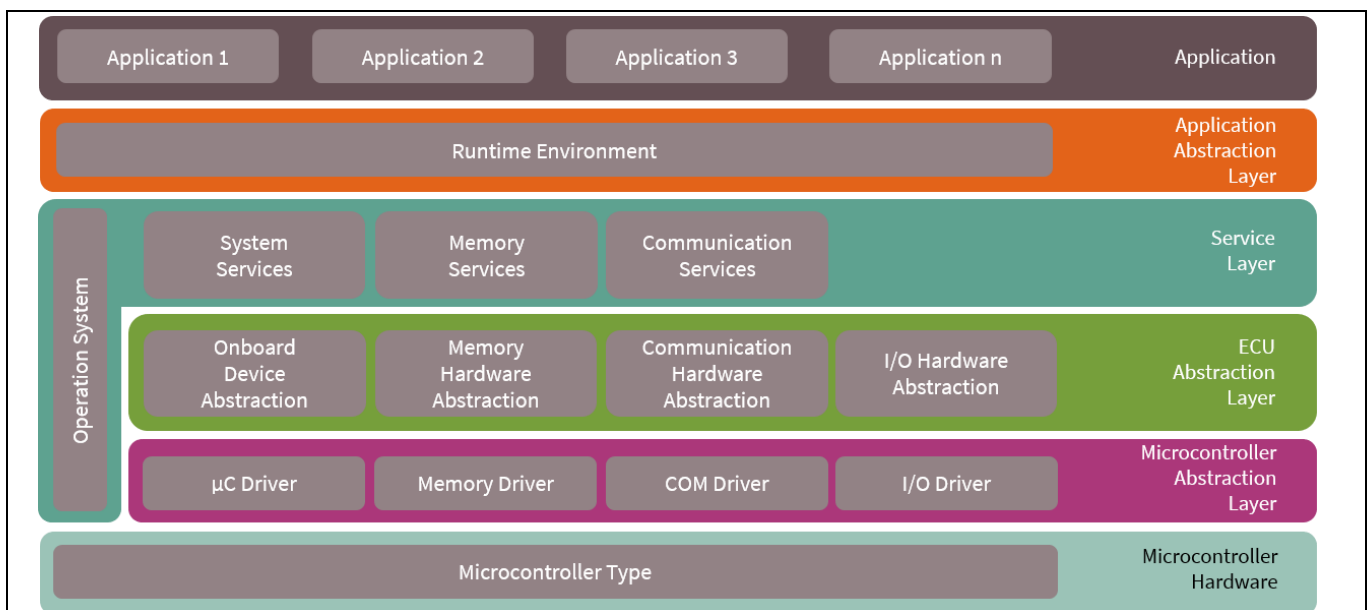 Application 1
Application 2
Application 3
Application n
Application
Runtime Environment
Application
Abstraction
Layer
Operation System
System
Services
Memory
Services
Communication
Services
Service
Layer
Onboard
Device
Abstraction
Memory
Hardware
Abstraction
Communication
Hardware
Abstraction
I/O Hardware
Abstraction
ECU
Abstraction
Layer
µC Driver
Memory Driver
COM Driver
I/O Driver
Microcontroller
Abstraction
Layer
Microcontroller Type
Microcontroller
Hardware